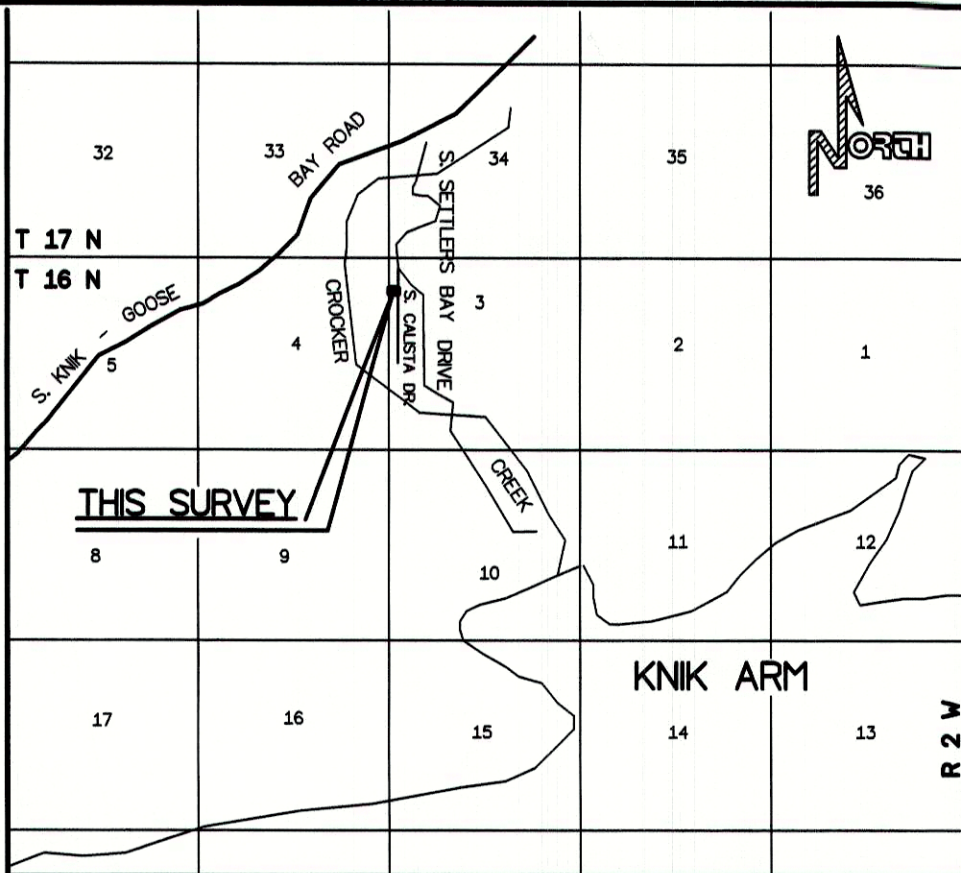 32
33
34
35
36
BAY ROAD
NORTH
T 17 N
T 16 N
S. SETTLERS BAY DRIVE
S. CALISTA DR.
CROCKER
CREEK
S. KNIK - GOOSE
5
4
3
2
1
THIS SURVEY
8
9
10
11
12
KNIK ARM
17
16
15
14
13
R 2 W